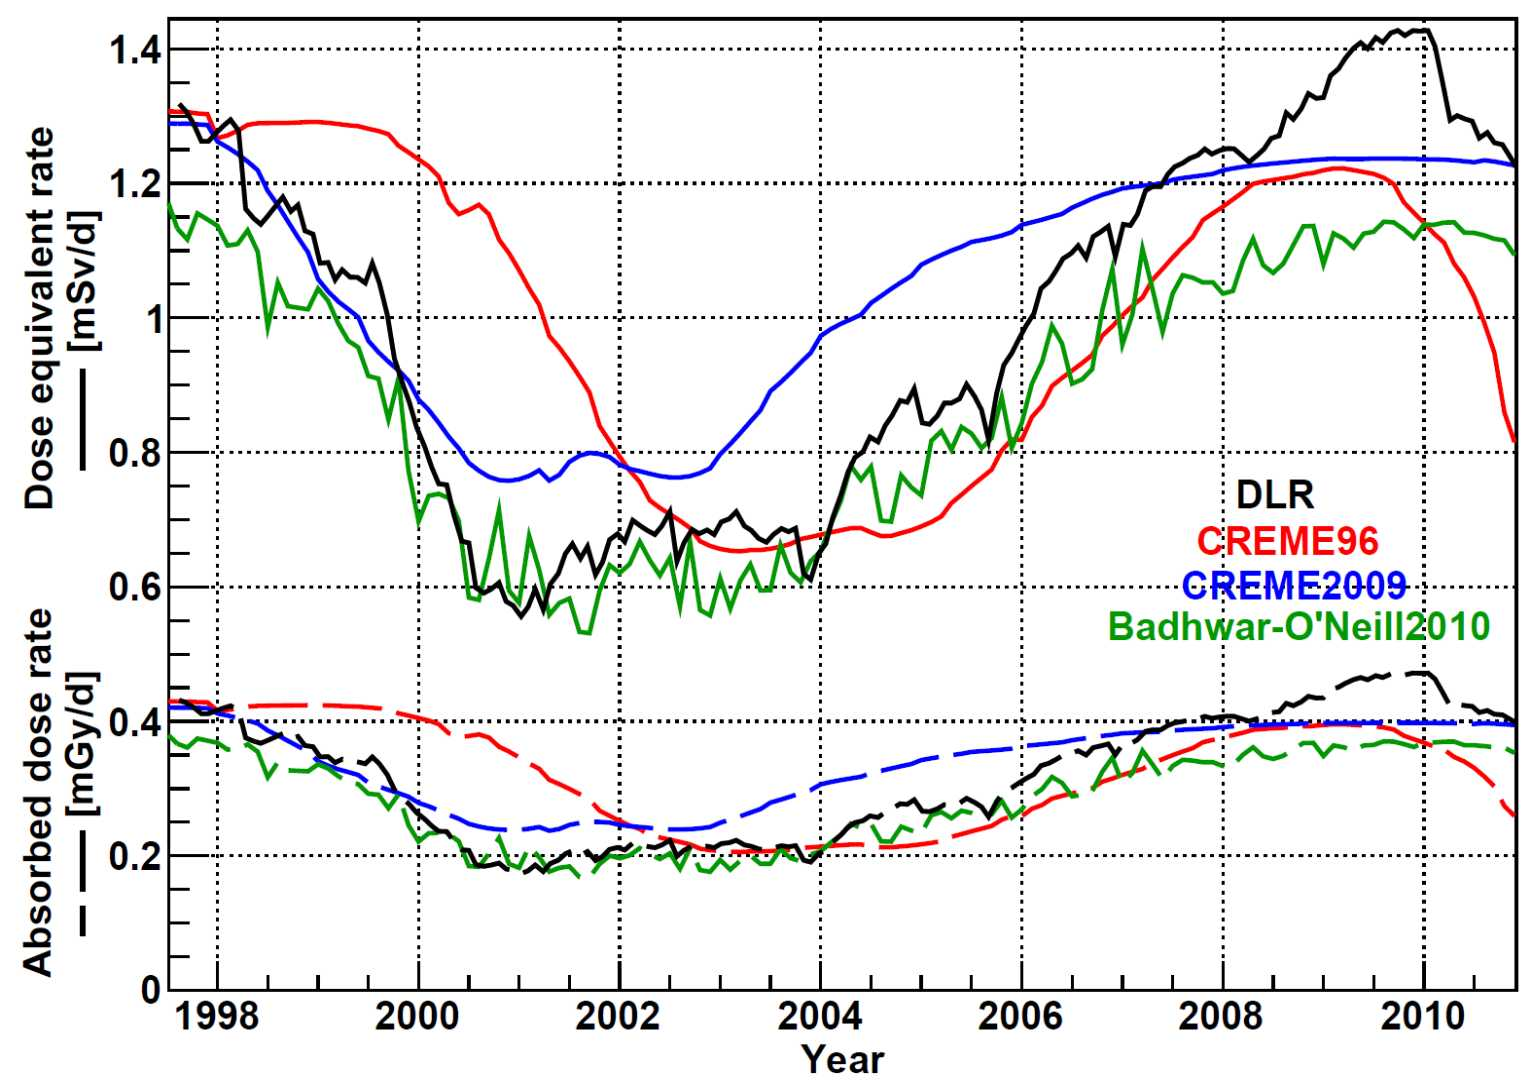 Dose equivalent rate
[mSv/d]
Absorbed dose rate
[mGy/d]
1.4
1.2
1
0.8
0.6
0.4
0.2
0
DLR
CREME96
CREME2009
Badhwar-O'Neill2010
1998 2000 2002 2004 2006 2008 2010
Year